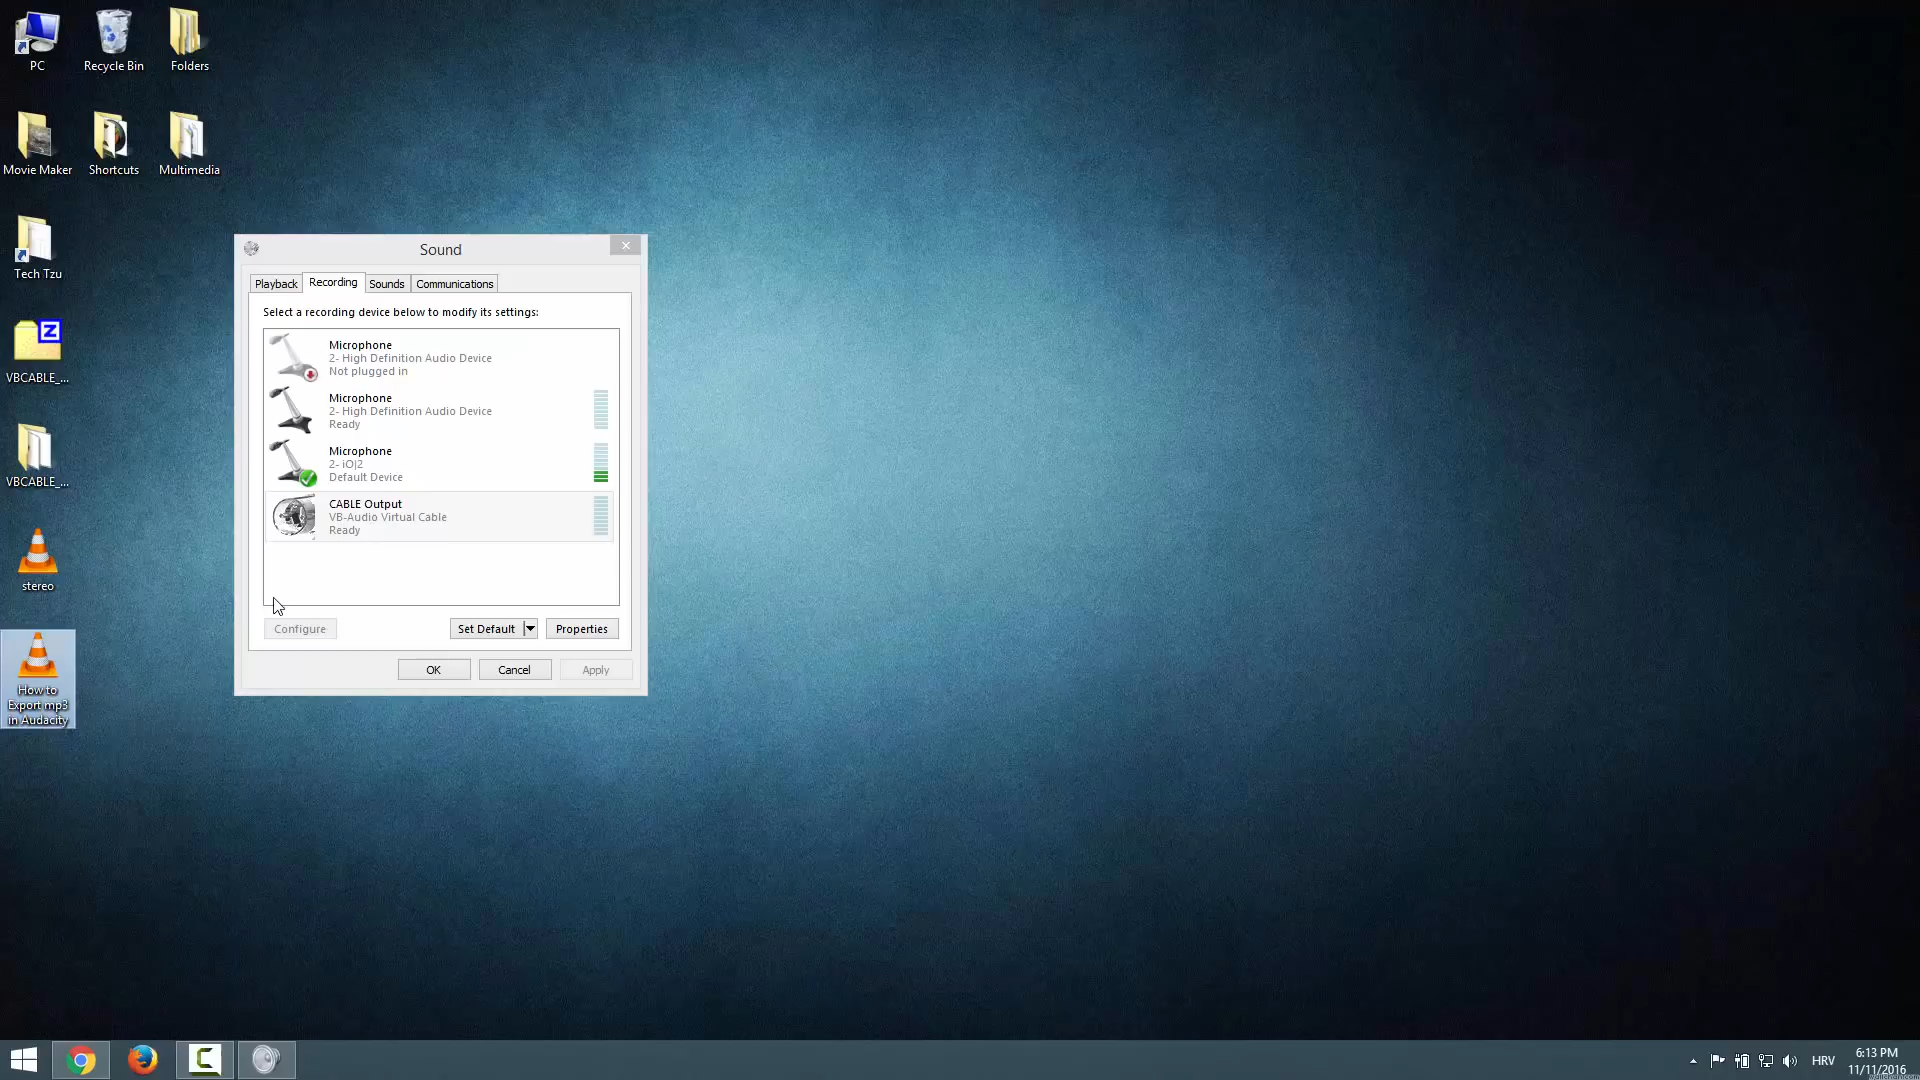 PC
Recycle Bin
Folders
Movie Maker
Shortcuts
Multimedia
Tech Tzu
VBCABLE_...
VBCABLE_...
stereo
How to
Export mp3
in Audacity
Sound
Playback
Recording
Sounds
Communications
Select a recording device below to modify its settings:
Microphone
2- High Definition Audio Device
Not plugged in
Microphone
2- High Definition Audio Device
Ready
Microphone
2- iO|2
Default Device
CABLE Output
VB-Audio Virtual Cable
Ready
Configure
Set Default
Properties
OK
Cancel
Apply
HRV
6:13 PM
11/11/2016